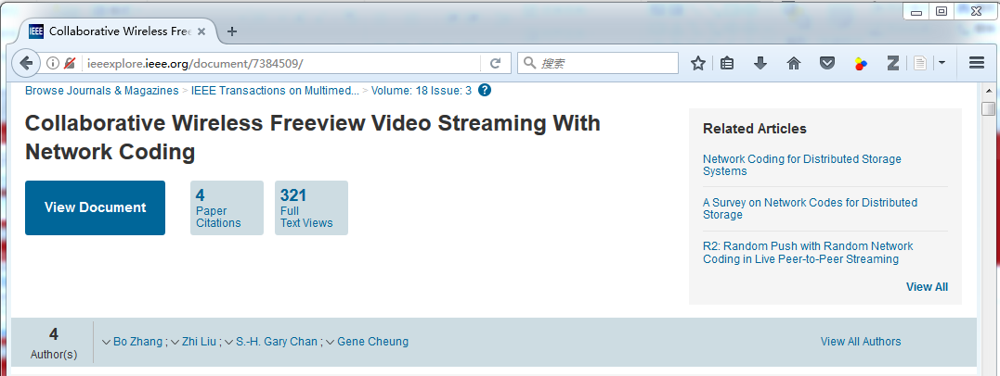 IEEE Collaborative Wireless Free
ieeexplore.ieee.org/document/7384509/
搜索
Browse Journals & Magazines > IEEE Transactions on Multimed... > Volume: 18 Issue: 3 ?
Collaborative Wireless Freeview Video Streaming With
Network Coding
View Document
4
Paper
Citations
321
Full
Text Views
Related Articles
Network Coding for Distributed Storage
Systems
A Survey on Network Codes for Distributed
Storage
R2: Random Push with Random Network
Coding in Live Peer-to-Peer Streaming
View All
4
Author(s)
Bo Zhang ; Zhi Liu ; S.-H. Gary Chan ; Gene Cheung
View All Authors